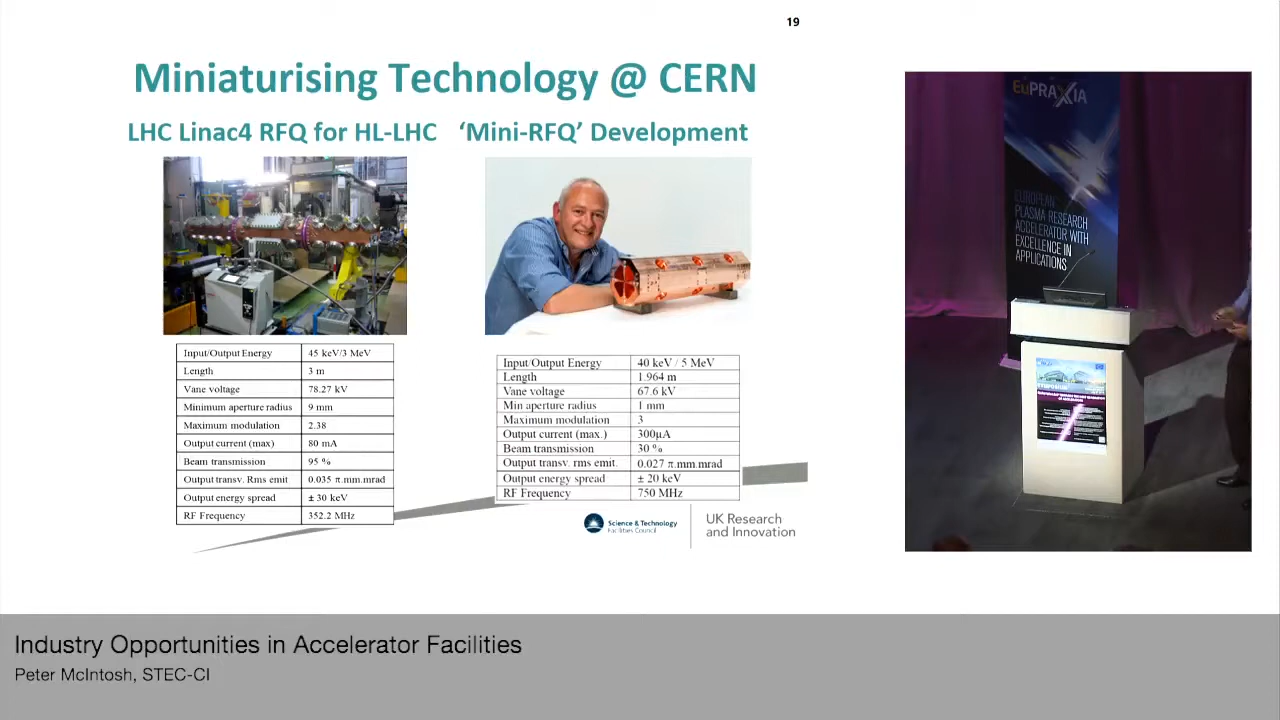 19
Miniaturising Technology @ CERN
LHC Linac4 RFQ for HL-LHC
‘Mini-RFQ’ Development
Input/Output Energy 45 keV/3 MeV
Length 3 m
Vane voltage 78.27 kV
Minimum aperture radius 9 mm
Maximum modulation 2.38
Output current (max) 80 mA
Beam transmission 95 %
Output transv. Rms emit 0.035 π.mm.mrad
Output energy spread ± 30 keV
RF Frequency 352.2 MHz
Input/Output Energy 40 keV / 5 MeV
Length 1.964 m
Vane voltage 67.6 kV
Min aperture radius 1 mm
Maximum modulation 3
Output current (max.) 300μA
Beam transmission 30 %
Output transv. rms emit. 0.027 π.mm.mrad
Output energy spread ± 20 keV
RF Frequency 750 MHz
Science & Technology
Facilities Council
UK Research
and Innovation
EuPRAXIA
EUROPEAN
PLASMA RESEARCH
ACCELERATOR WITH
EXCELLENCE IN
APPLICATIONS
SYMPOSIUM
Industry Opportunities in Accelerator Facilities
Peter McIntosh, STEC-CI